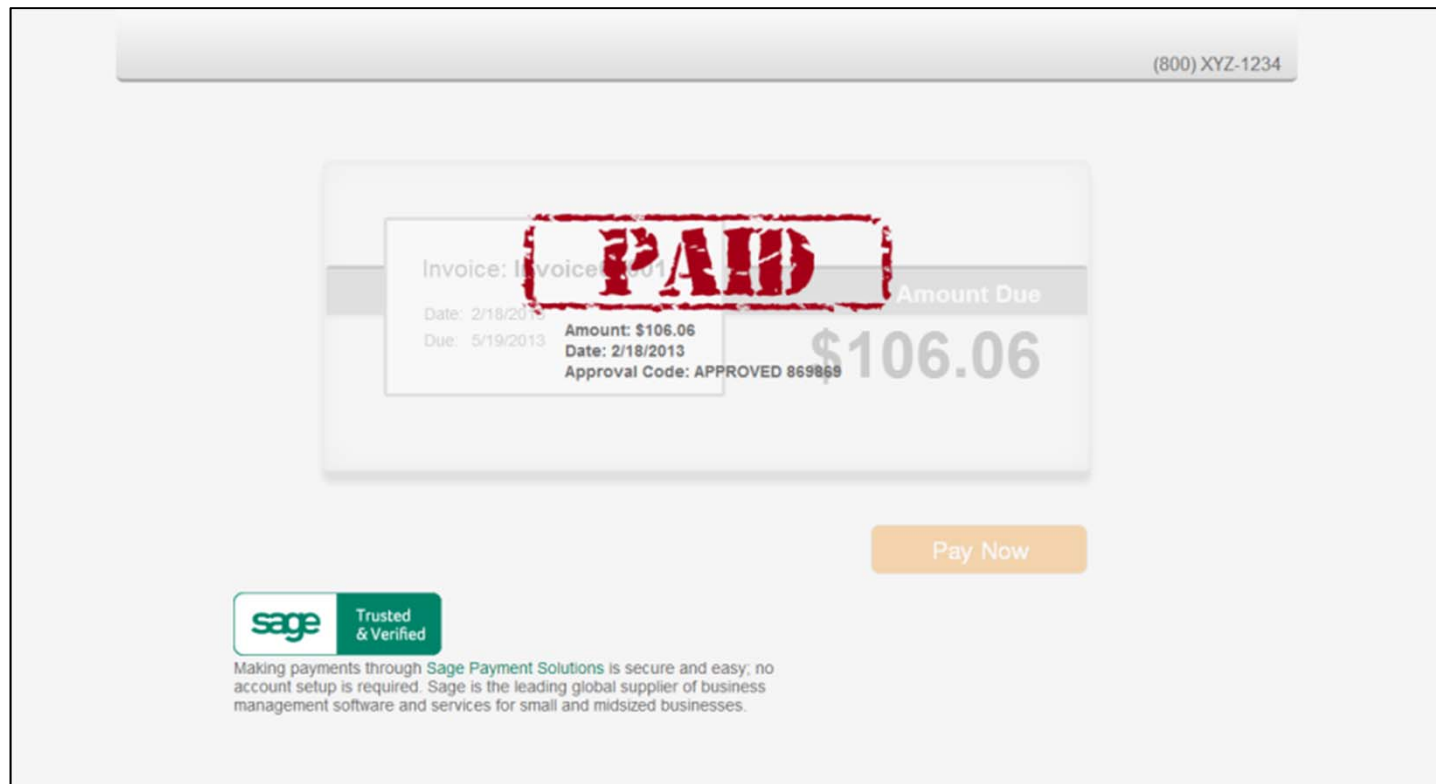 (800) XYZ-1234
PAID
Invoice:
Amount Due
Date: 2/18/2013
Due: 5/19/2013
Amount: $106.06
Date: 2/18/2013
Approval Code: APPROVED 869869
$106.06
Pay Now
sage
Trusted
& Verified
Making payments through Sage Payment Solutions is secure and easy; no
account setup is required. Sage is the leading global supplier of business
management software and services for small and midsized businesses.